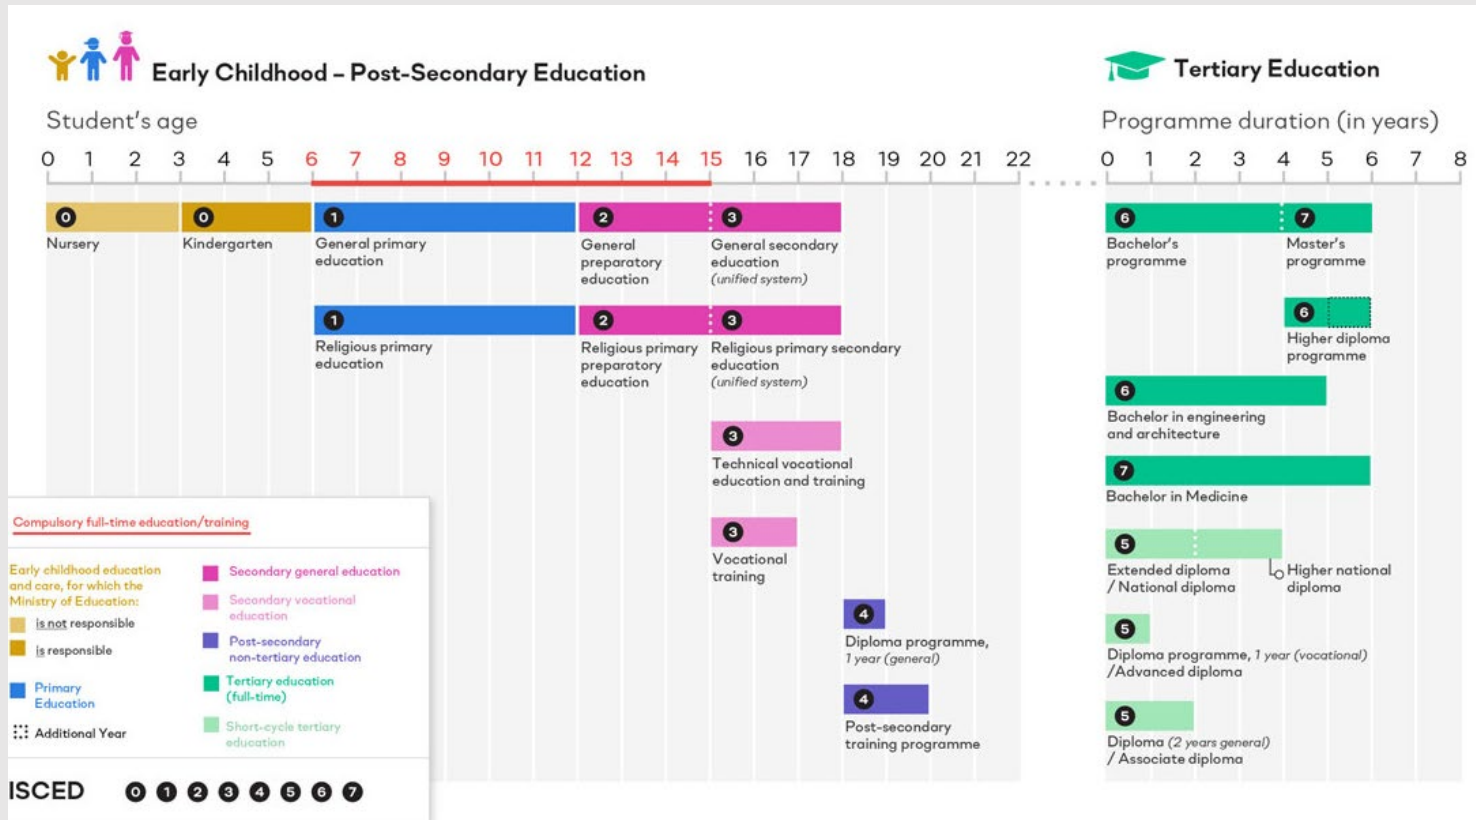 Early Childhood – Post-Secondary Education
Student's age
0 1 2 3 4 5 6 7 8 9 10 11 12 13 14 15 16 17 18 19 20 21 22
0
Nursery
0
Kindergarten
1
General primary
education
2
General
preparatory
education
3
General secondary
education
(unified system)
1
Religious primary
education
2
Religious primary
preparatory
education
3
Religious primary secondary
education
(unified system)
3
Technical vocational
education and training
3
Vocational
training
4
Diploma programme,
1 year (general)
4
Post-secondary
training programme
Tertiary Education
Programme duration (in years)
0 1 2 3 4 5 6 7 8
6
Bachelor's
programme
7
Master's
programme
6
Higher diploma
programme
6
Bachelor in engineering
and architecture
7
Bachelor in Medicine
5
Extended diploma
/ National diploma
Higher national
diploma
5
Diploma programme, 1 year (vocational)
/Advanced diploma
5
Diploma (2 years general)
/ Associate diploma
Compulsory full-time education/training
Early childhood education
and care, for which the
Ministry of Education:
is not responsible
is responsible
Primary
Education
Additional Year
Secondary general education
Secondary vocational
education
Post-secondary
non-tertiary education
Tertiary education
(full-time)
Short-cycle tertiary
education
ISCED 0 1 2 3 4 5 6 7